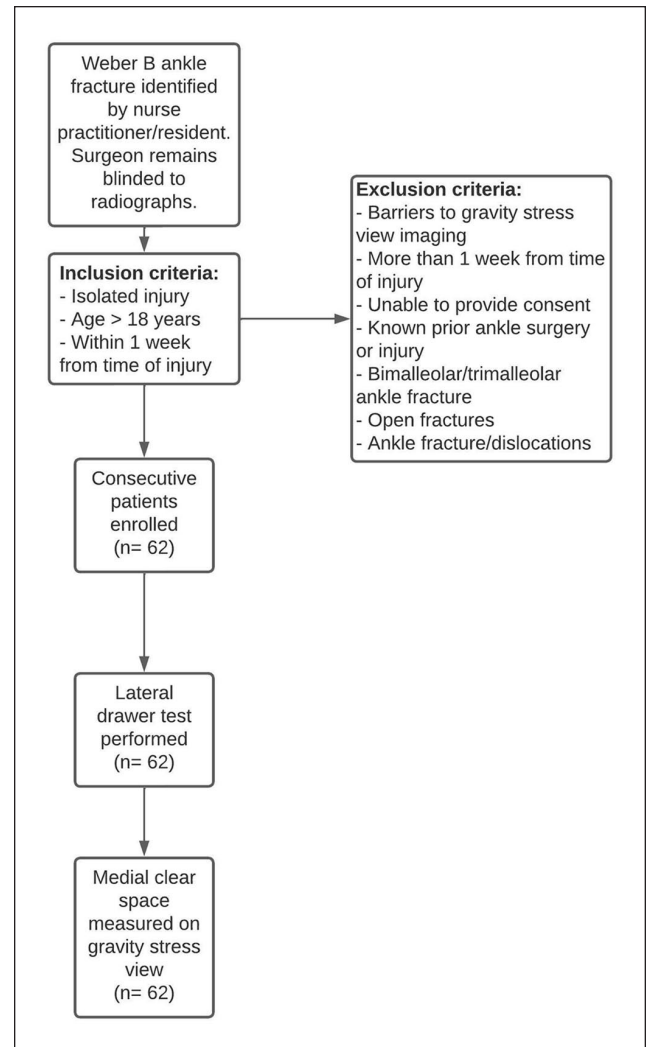 Weber B ankle
fracture identified
by nurse
practitioner/resident.
Surgeon remains
blinded to
radiographs.
Inclusion criteria:
- Isolated injury
- Age > 18 years
- Within 1 week
from time of injury
Exclusion criteria:
- Barriers to gravity stress
view imaging
- More than 1 week from time
of injury
- Unable to provide consent
- Known prior ankle surgery
or injury
- Bimalleolar/trimalleolar
ankle fracture
- Open fractures
- Ankle fracture/dislocations
Consecutive
patients
enrolled
(n= 62)
Lateral
drawer test
performed
(n= 62)
Medial clear
space
measured on
gravity stress
view
(n= 62)